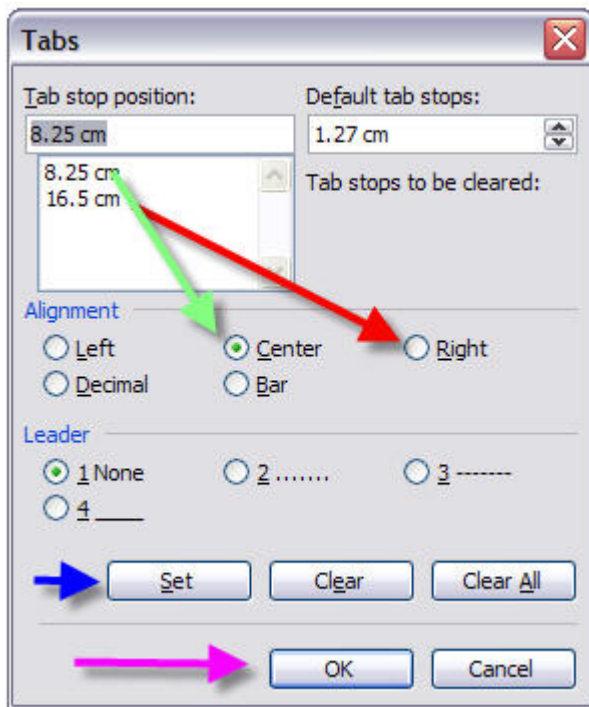 Tabs
Tab stop position:
Default tab stops:
8.25 cm
1.27 cm
8.25 cm
16.5 cm
Tab stops to be cleared:
Alignment
Left
Center
Right
Decimal
Bar
Leader
1 None
2 .......
3 -------
4 ____
Set
Clear
Clear All
OK
Cancel